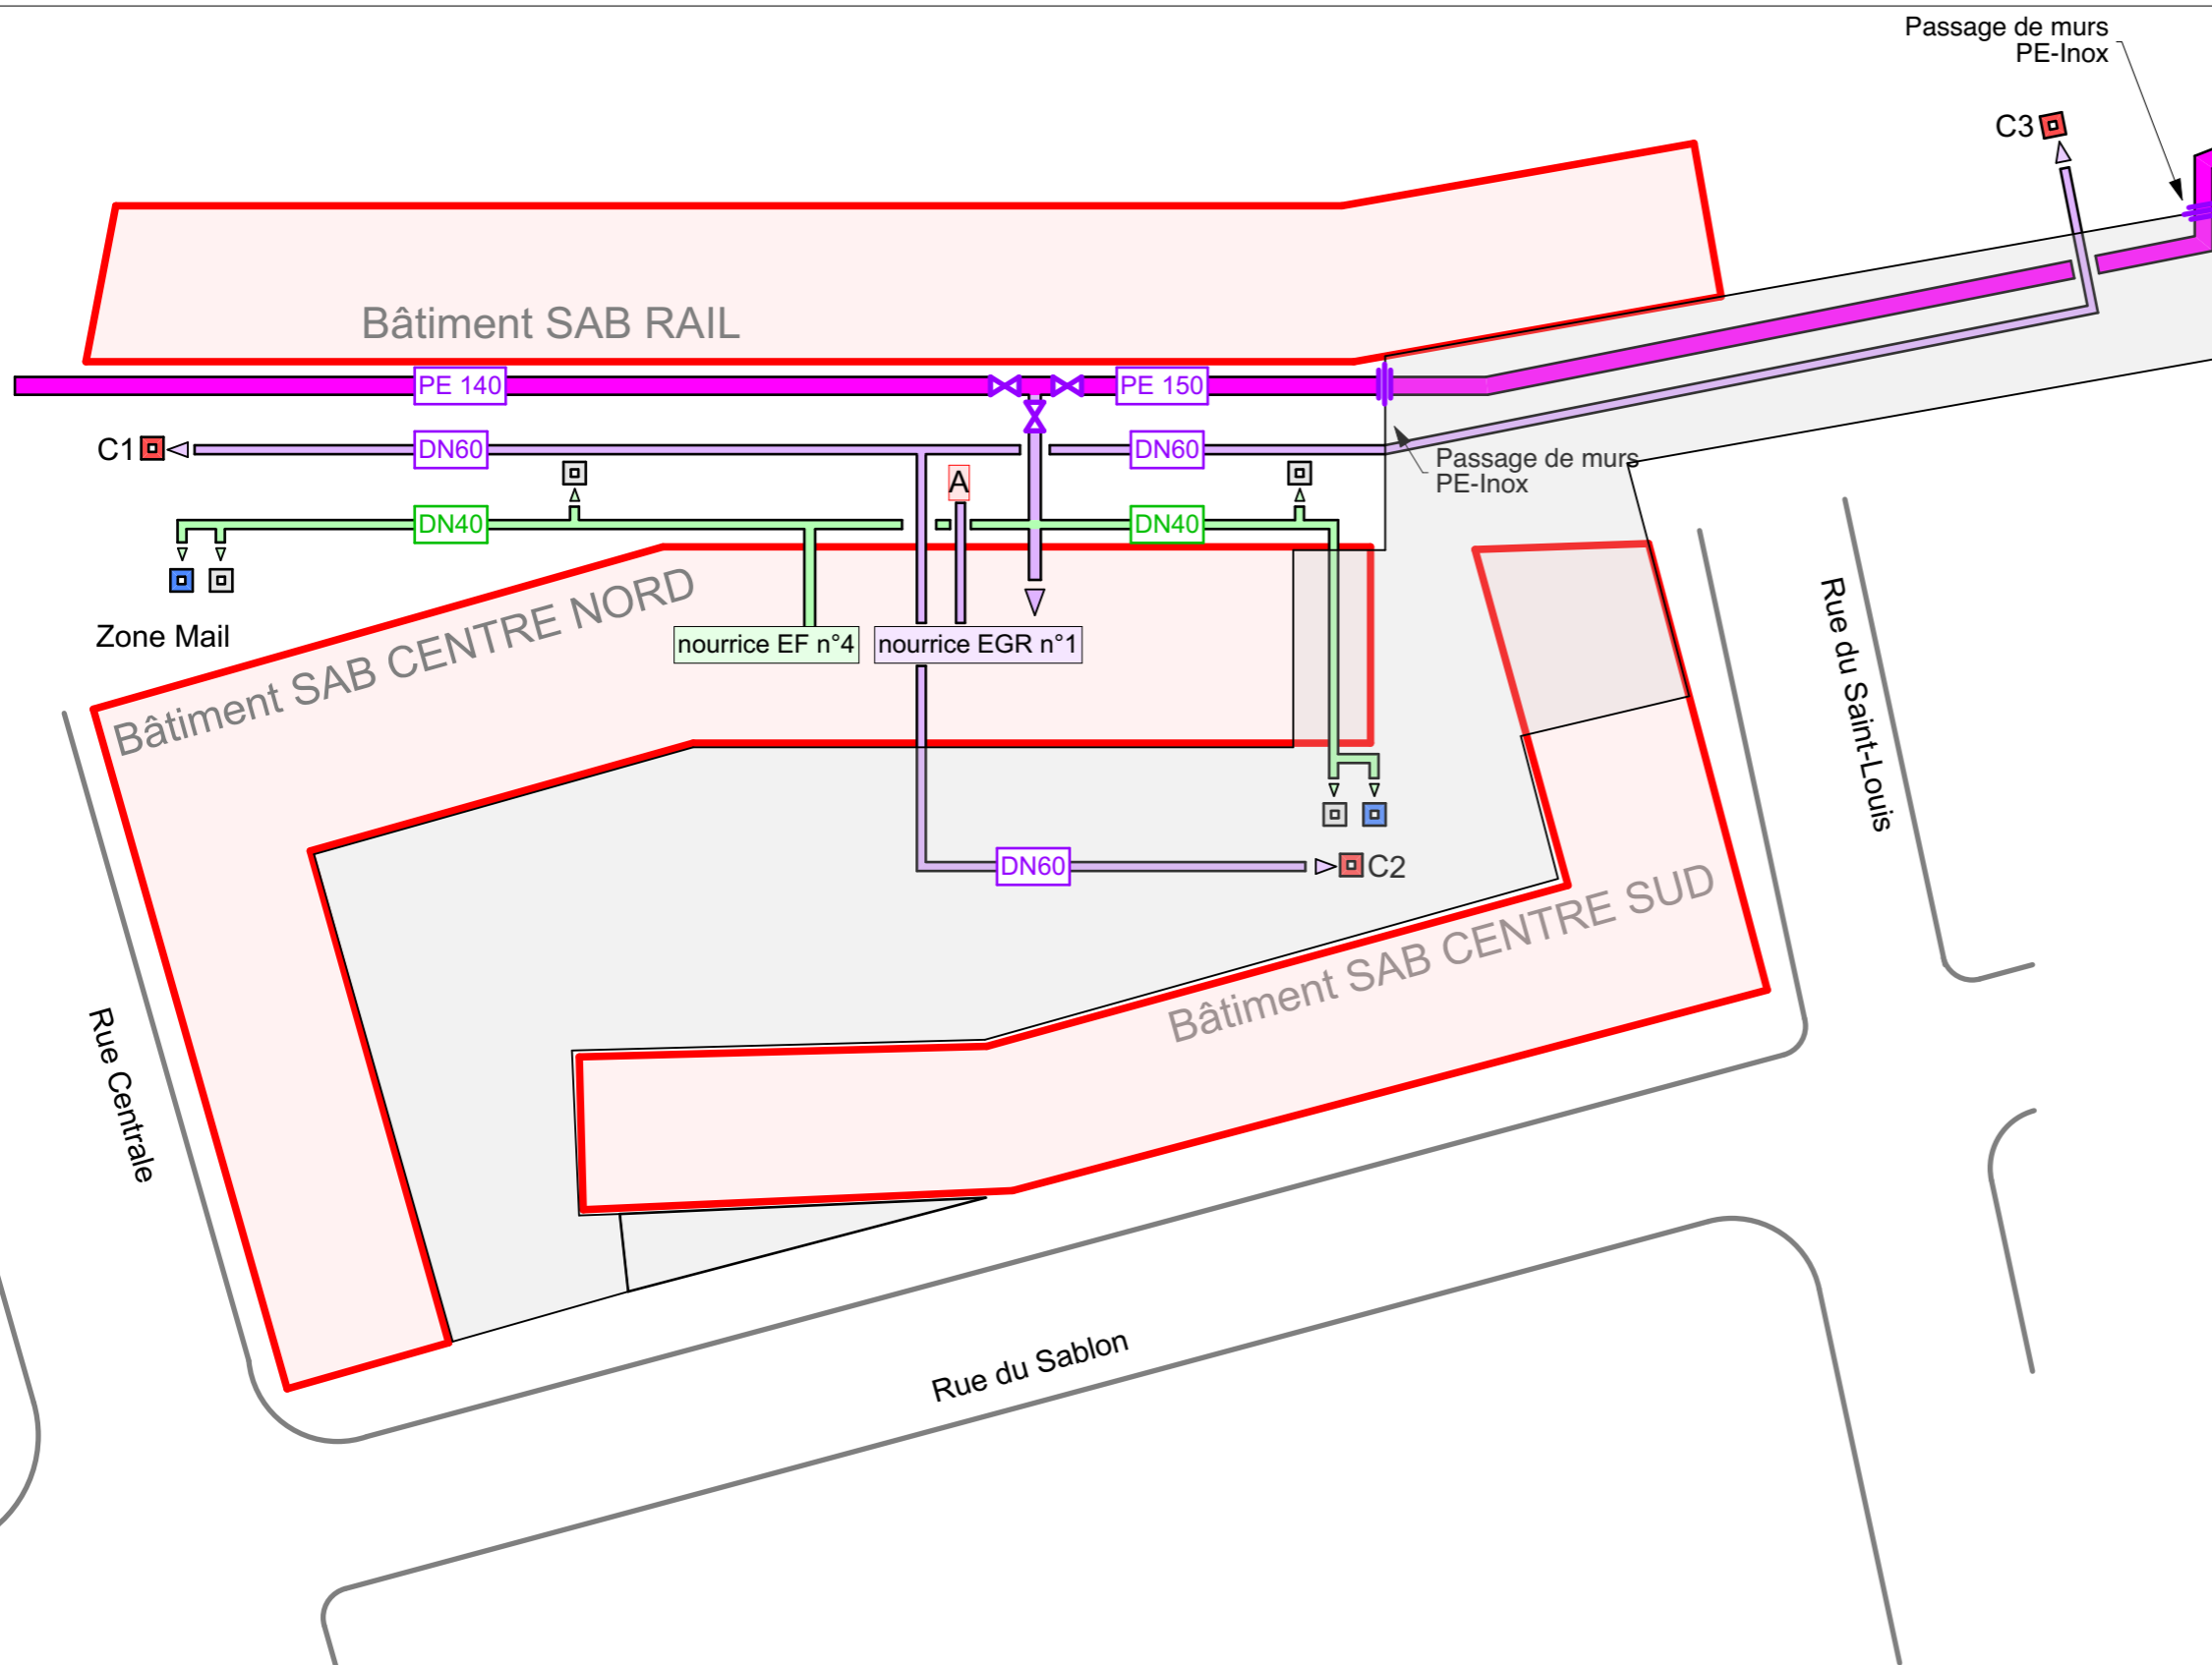 Passage de murs
PE-Inox
C3
Bâtiment SAB RAIL
PE 140
PE 150
C1
DN60
DN60
Passage de murs
PE-Inox
A
DN40
DN40
Zone Mail
Bâtiment SAB CENTRE NORD
nourrice EF n°4
nourrice EGR n°1
Rue du Saint-Louis
DN60
C2
Bâtiment SAB CENTRE SUD
Rue Centrale
Rue du Sablon